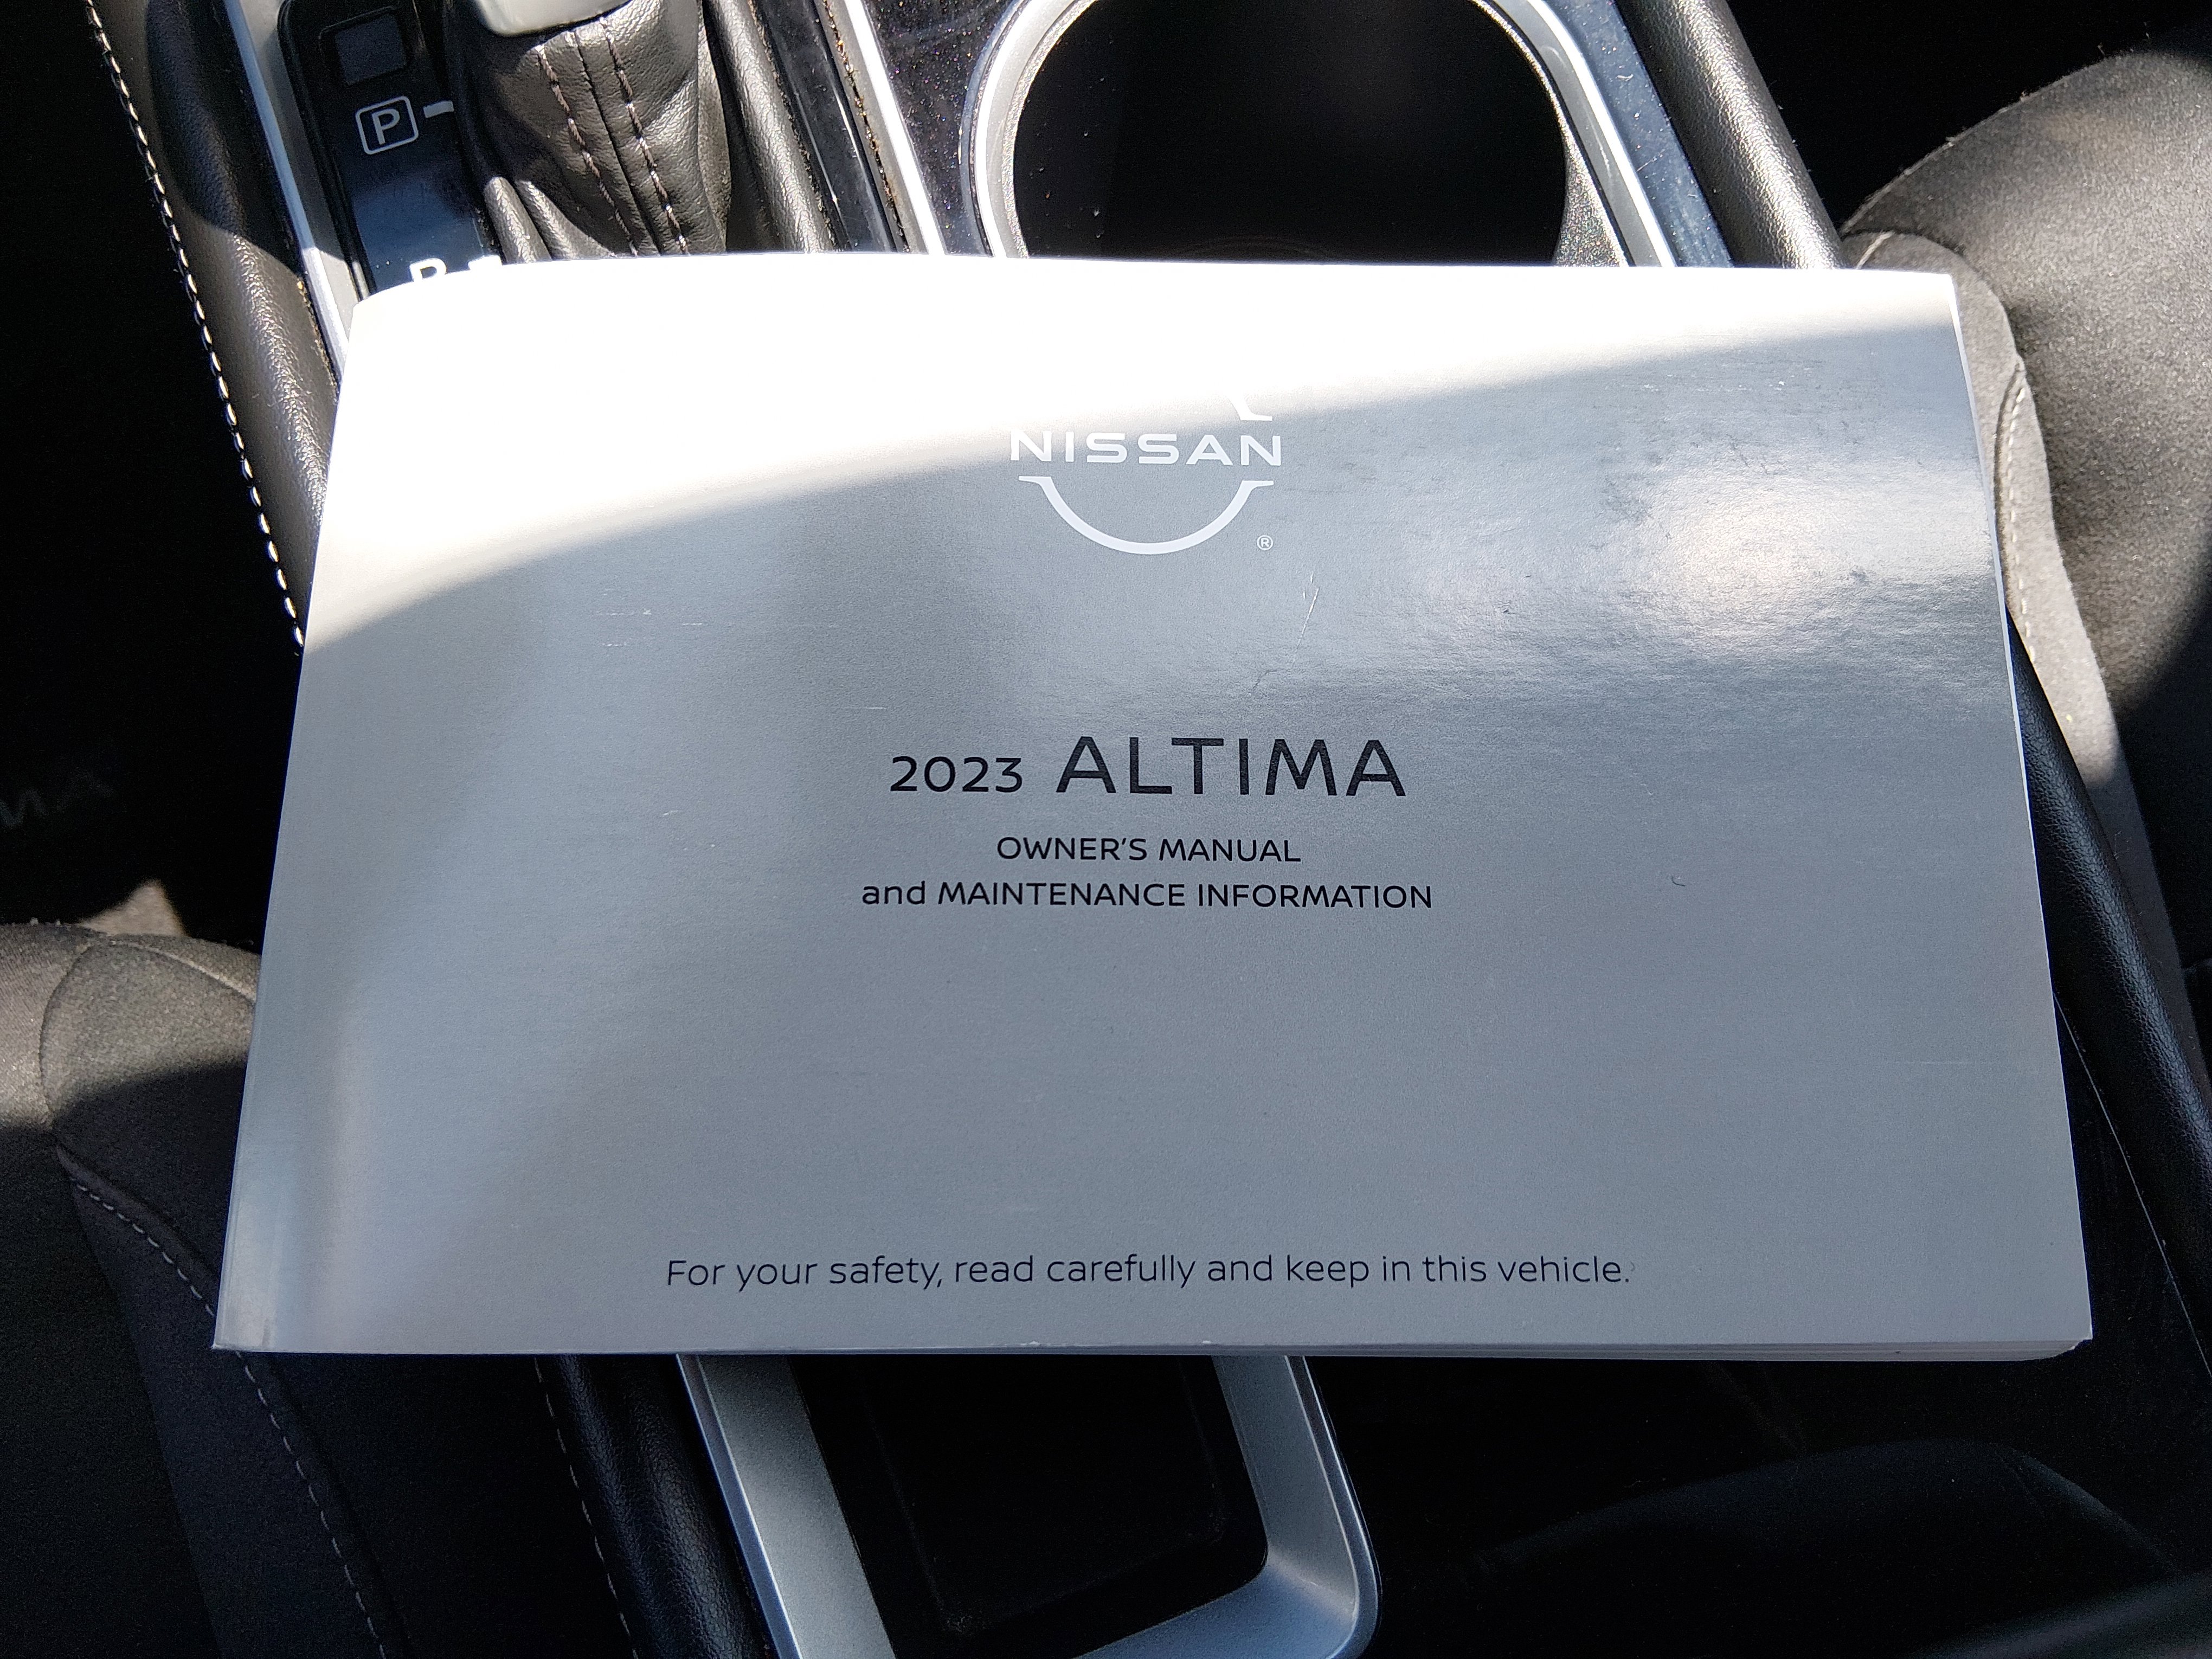 P
R
NISSAN
®
2023 ALTIMA
OWNER'S MANUAL
and MAINTENANCE INFORMATION
For your safety, read carefully and keep in this vehicle.